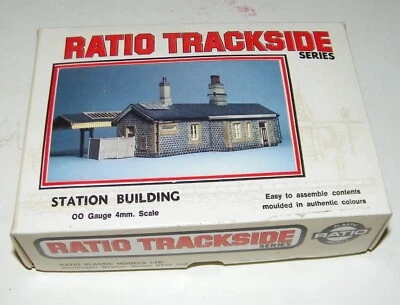 RATIO TRACKSIDE
SERIES
STATION BUILDING
OO Gauge 4mm. Scale
Easy to assemble contents
moulded in authentic colours
RATIO TRACKSIDE
SERIES
RATIO
RATIO PLASTIC MODELS LTD